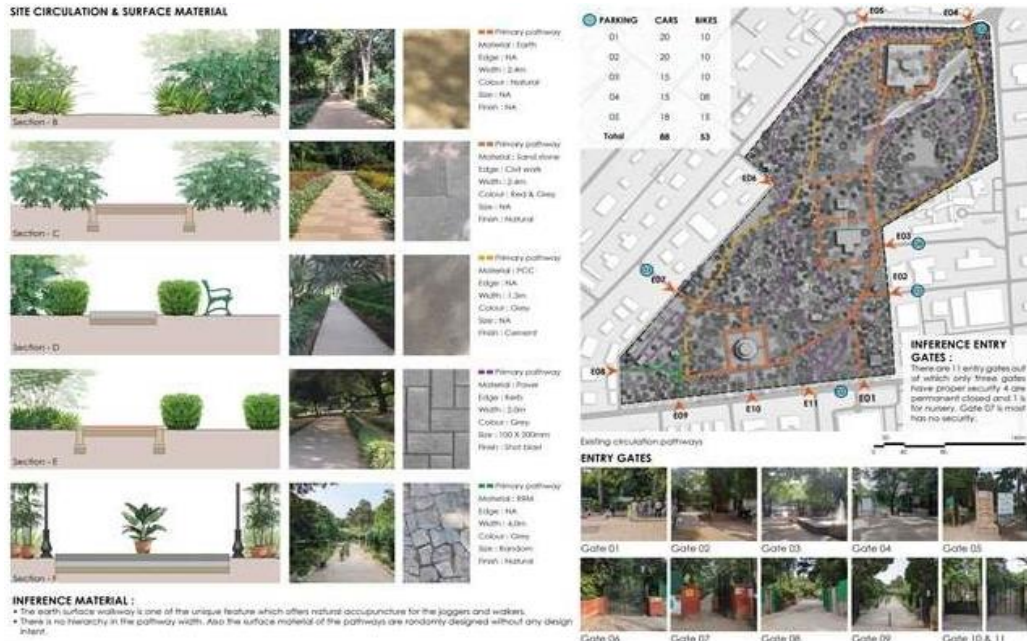 SITE CIRCULATION & SURFACE MATERIAL
Primary pathway
Material : Earth
Edge : NA
Width : 2.4m
Colour : Natural
Size : NA
Finish : NA
Section - B
Primary pathway
Material : Sand stone
Edge : Civil work
Width : 2.4m
Colour : Red & Grey
Size : NA
Finish : Natural
Section - C
Primary pathway
Material : PCC
Edge : NA
Width : 1.3m
Colour : Grey
Size : NA
Finish : Cement
Section - D
Primary pathway
Material : Paver
Edge : Kerb
Width : 2.0m
Colour : Grey
Size : 100 X 200mm
Finish : Shot blast
Section - E
Primary pathway
Material : RRM
Edge : NA
Width : 4.0m
Colour : Grey
Size : Random
Finish : Natural
Section - F
INFERENCE MATERIAL :
• The earth surface walkway is one of the unique feature which offers natural accupuncture for the joggers and walkers.
• There is no hierarchy in the pathway width. Also the surface material of the pathways are randomly designed without any design
intent.
PARKING CARS BIKES
01 20 10
02 20 10
03 15 10
04 15 08
05 18 15
Total 88 53
E05
E04
E06
E03
E02
E07
E08
E09
E10
E11
E01
INFERENCE ENTRY
GATES :
There are 11 entry gates out
of which only three gates
have proper security 4 are
permanent closed and 1 is
for nursery. Gate 07 is most
has no security.
Existing circulation pathways
ENTRY GATES
Gate 01
Gate 02
Gate 03
Gate 04
Gate 05
Gate 06
Gate 07
Gate 08
Gate 09
Gate 10 & 11